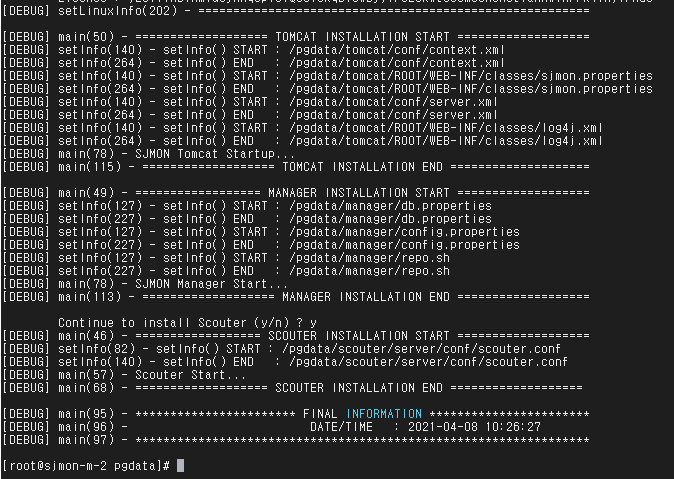 [DEBUG] setLinuxInfo(202) - =====================================================

[DEBUG] main(50) - =================== TOMCAT INSTALLATION START ===================
[DEBUG] setInfo(140) - setInfo() START : /pgdata/tomcat/conf/context.xml
[DEBUG] setInfo(264) - setInfo() END   : /pgdata/tomcat/conf/context.xml
[DEBUG] setInfo(140) - setInfo() START : /pgdata/tomcat/ROOT/WEB-INF/classes/sjmon.properties
[DEBUG] setInfo(264) - setInfo() END   : /pgdata/tomcat/ROOT/WEB-INF/classes/sjmon.properties
[DEBUG] setInfo(140) - setInfo() START : /pgdata/tomcat/conf/server.xml
[DEBUG] setInfo(264) - setInfo() END   : /pgdata/tomcat/conf/server.xml
[DEBUG] setInfo(140) - setInfo() START : /pgdata/tomcat/ROOT/WEB-INF/classes/log4j.xml
[DEBUG] setInfo(264) - setInfo() END   : /pgdata/tomcat/ROOT/WEB-INF/classes/log4j.xml
[DEBUG] main(78) - SJMON Tomcat Startup...
[DEBUG] main(115) - =================== TOMCAT INSTALLATION END ====================

[DEBUG] main(49) - =================== MANAGER INSTALLATION START ===================
[DEBUG] setInfo(127) - setInfo() START : /pgdata/manager/db.properties
[DEBUG] setInfo(227) - setInfo() END   : /pgdata/manager/db.properties
[DEBUG] setInfo(127) - setInfo() START : /pgdata/manager/config.properties
[DEBUG] setInfo(227) - setInfo() END   : /pgdata/manager/config.properties
[DEBUG] setInfo(127) - setInfo() START : /pgdata/manager/repo.sh
[DEBUG] setInfo(227) - setInfo() END   : /pgdata/manager/repo.sh
[DEBUG] main(78) - SJMON Manager Start...
[DEBUG] main(113) - =================== MANAGER INSTALLATION END ===================

Continue to install Scouter (y/n) ? y
[DEBUG] main(46) - =================== SCOUTER INSTALLATION START ===================
[DEBUG] setInfo(82) - setInfo() START : /pgdata/scouter/server/conf/scouter.conf
[DEBUG] setInfo(140) - setInfo() END   : /pgdata/scouter/server/conf/scouter.conf
[DEBUG] main(57) - Scouter Start....
[DEBUG] main(68) - =================== SCOUTER INSTALLATION END ===================

[DEBUG] main(95) - *********************** FINAL INFORMATION ***********************
[DEBUG] main(96) -                          DATE/TIME   : 2021-04-08 10:26:27
[DEBUG] main(97) - *****************************************************************

[root@sjmon-m-2 pgdata]#